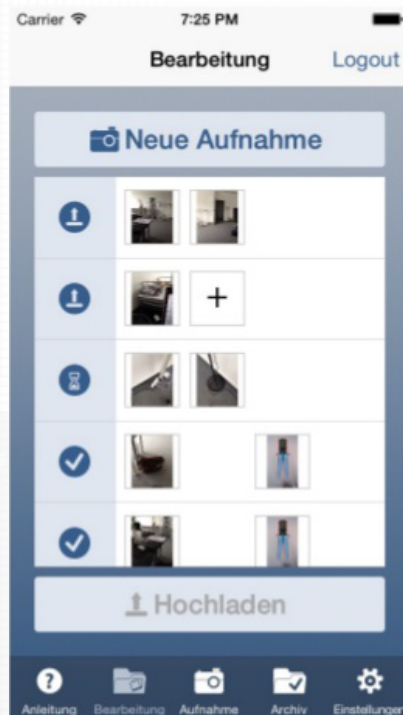 Carrier 7:25 PM
Bearbeitung Logout
Neue Aufnahme
Hochladen
Anleitung Bearbeitung Aufnahme Archiv Einstellungen